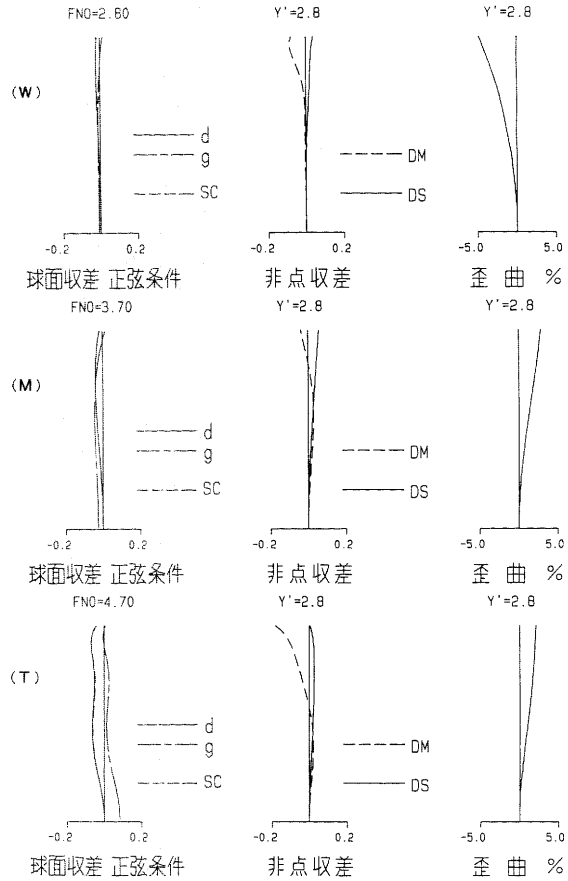 FNO=2.80 Y'=2.8 Y'=2.8
(W)
d
g DM
SC DS
-0.2 0.2 -0.2 0.2 -5.0 5.0
球面収差 正弦条件 非点収差 歪曲 %
FNO=3.70 Y'=2.8 Y'=2.8
(M)
d
g DM
SC DS
-0.2 0.2 -0.2 0.2 -5.0 5.0
球面収差 正弦条件 非点収差 歪曲 %
FNO=4.70 Y'=2.8 Y'=2.8
(T)
d
g DM
SC DS
-0.2 0.2 -0.2 0.2 -5.0 5.0
球面収差 正弦条件 非点収差 歪曲 %